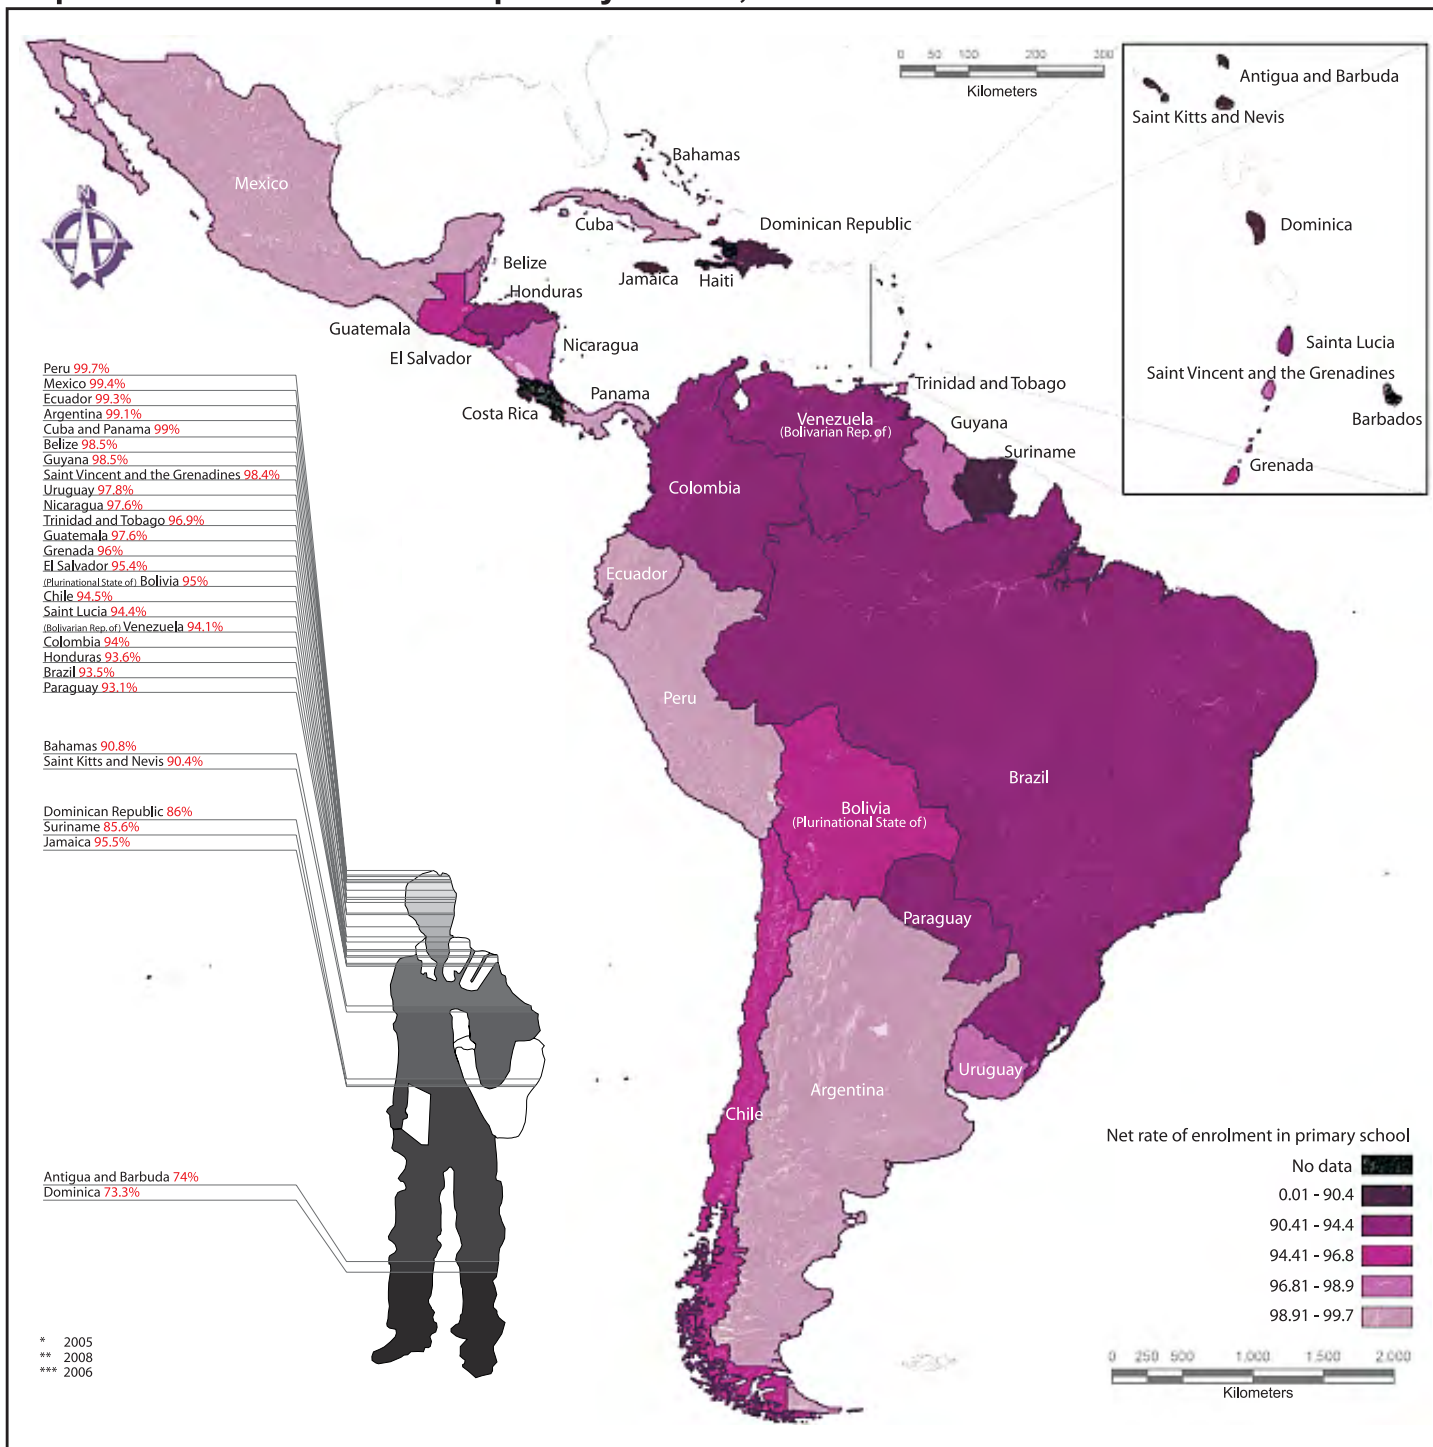 0 50 100 200 300
Kilometers
Antigua and Barbuda
Saint Kitts and Nevis
Dominica
Sainta Lucia
Saint Vincent and the Grenadines
Barbados
Grenada
N
Mexico
Bahamas
Cuba
Dominican Republic
Jamaica
Haiti
Belize
Honduras
Guatemala
El Salvador
Nicaragua
Costa Rica
Panama
Trinidad and Tobago
Venezuela
(Bolivarian Rep. of)
Guyana
Suriname
Colombia
Ecuador
Peru
Brazil
Bolivia
(Plurinational State of)
Paraguay
Uruguay
Argentina
Chile
Peru 99.7%
Mexico 99.4%
Ecuador 99.3%
Argentina 99.1%
Cuba and Panama 99%
Belize 98.5%
Guyana 98.5%
Saint Vincent and the Grenadines 98.4%
Uruguay 97.8%
Nicaragua 97.6%
Trinidad and Tobago 96.9%
Guatemala 97.6%
Grenada 96%
El Salvador 95.4%
(Plurinational State of) Bolivia 95%
Chile 94.5%
Saint Lucia 94.4%
(Bolivarian Rep. of) Venezuela 94.1%
Colombia 94%
Honduras 93.6%
Brazil 93.5%
Paraguay 93.1%
Bahamas 90.8%
Saint Kitts and Nevis 90.4%
Dominican Republic 86%
Suriname 85.6%
Jamaica 95.5%
Antigua and Barbuda 74%
Dominica 73.3%
* 2005
** 2008
*** 2006
Net rate of enrolment in primary school
No data
0.01 - 90.4
90.41 - 94.4
94.41 - 96.8
96.81 - 98.9
98.91 - 99.7
0 250 500 1.000 1.500 2.000
Kilometers